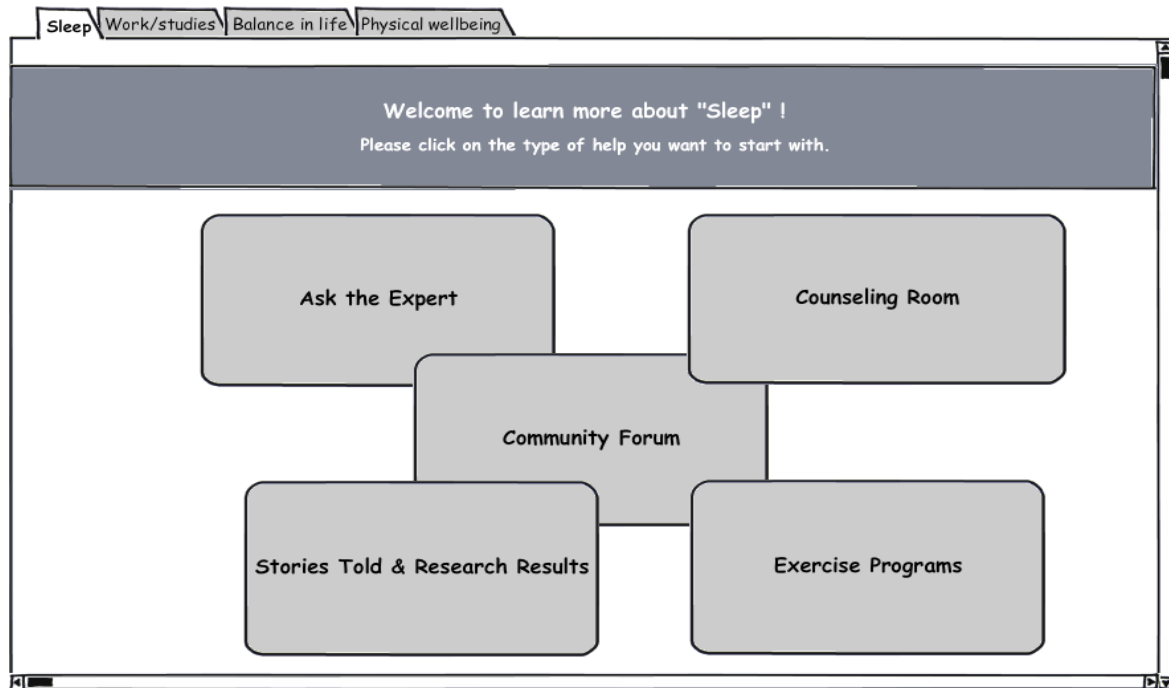 Sleep
Work/studies
Balance in life
Physical wellbeing
Welcome to learn more about "Sleep" !
Please click on the type of help you want to start with.
Ask the Expert
Counseling Room
Community Forum
Stories Told & Research Results
Exercise Programs